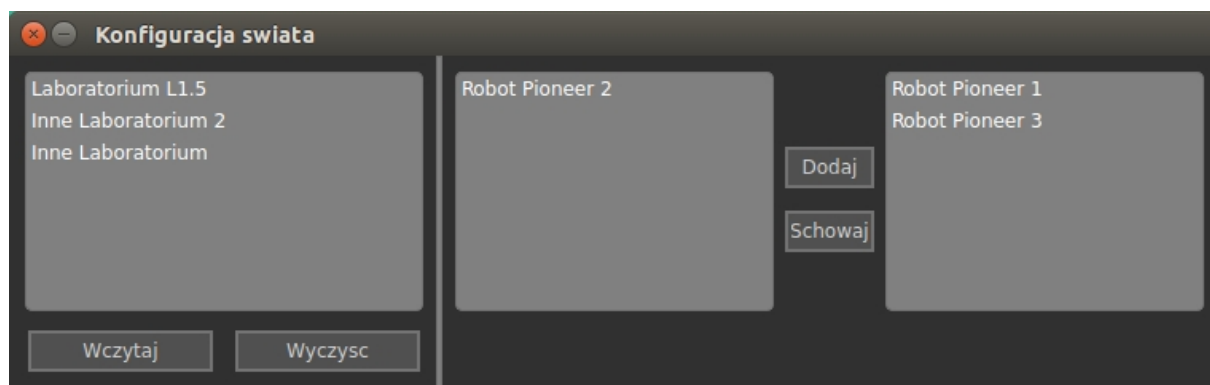 Konfiguracja swiata
Laboratorium L1.5
Inne Laboratorium 2
Inne Laboratorium
Wczytaj
Wyczysc
Robot Pioneer 2
Dodaj
Schowaj
Robot Pioneer 1
Robot Pioneer 3